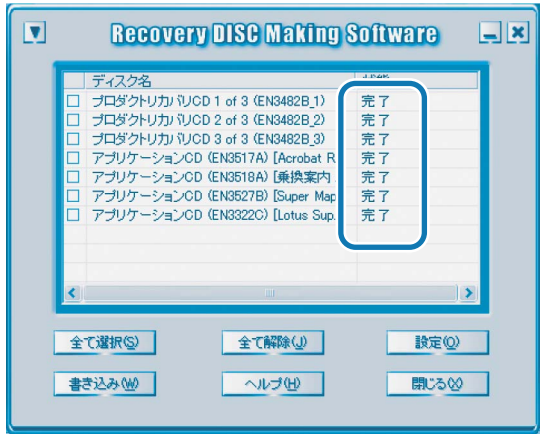 Recovery DISC Making Software
ディスク名 状態
プロダクトリカバリCD 1 of 3 (EN3482B_1) 完了
プロダクトリカバリCD 2 of 3 (EN3482B_2) 完了
プロダクトリカバリCD 3 of 3 (EN3482B_3) 完了
アプリケーションCD (EN3517A) [Acrobat R 完了
アプリケーションCD (EN3518A) [乗換案内 完了
アプリケーションCD (EN3527B) [Super Map 完了
アプリケーションCD (EN3322C) [Lotus Sup. 完了
全て選択(S) 全て解除(J) 設定(O)
書き込み(W) ヘルプ(H) 閉じる(X)